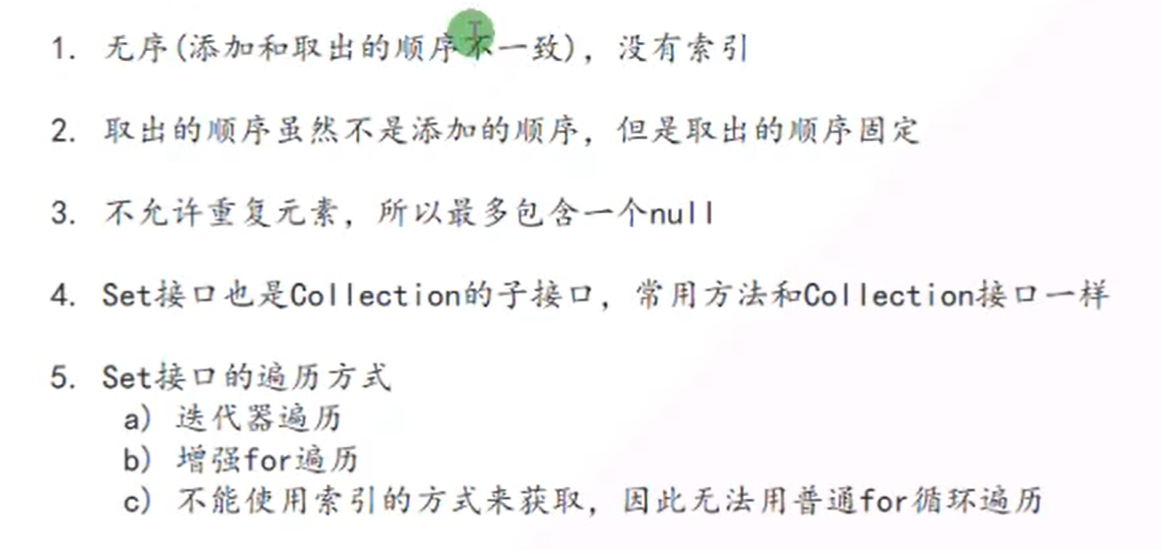 1. 无序(添加和取出的顺序不一致)，没有索引
2. 取出的顺序虽然不是添加的顺序，但是取出的顺序固定
3. 不允许重复元素，所以最多包含一个null
4. Set接口也是Collection的子接口，常用方法和Collection接口一样
5. Set接口的遍历方式
a) 迭代器遍历
b) 增强for遍历
c) 不能使用索引的方式来获取，因此无法用普通for循环遍历